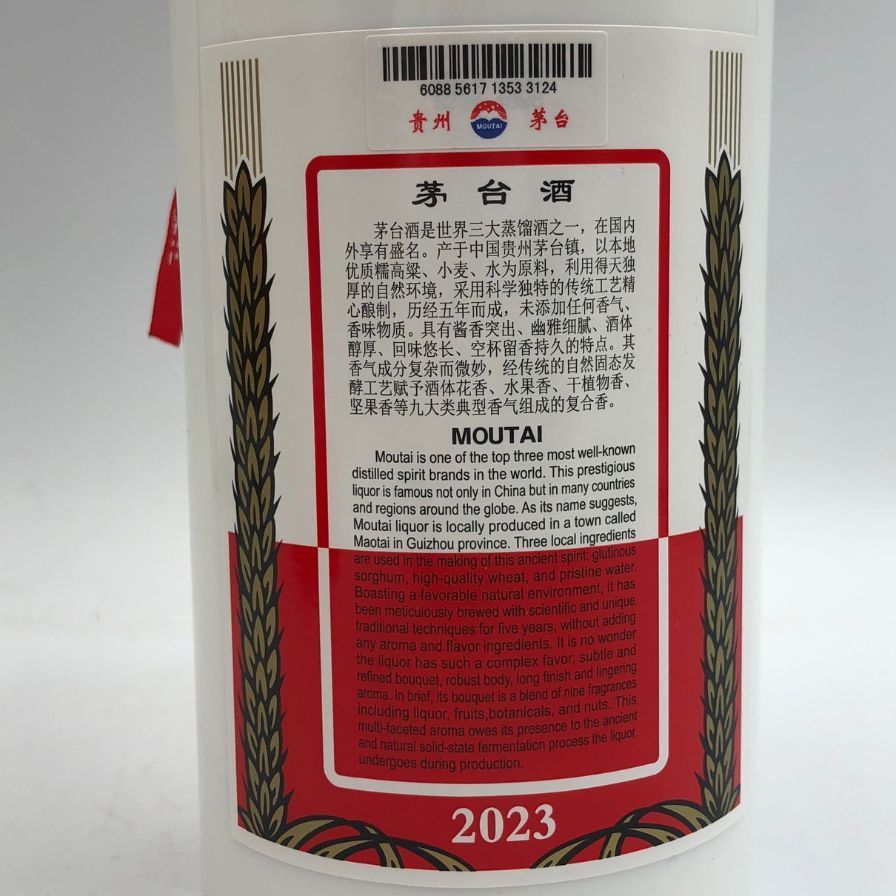 6088 5617 1353 3124
贵州 MOUTAI 茅台
茅台酒
茅台酒是世界三大蒸馏酒之一，在国内
外享有盛名。产于中国贵州茅台镇，以本地
优质糯高粱、小麦、水为原料，利用得天独
厚的自然环境，采用科学独特的传统工艺精
心酿制，历经五年而成，未添加任何香气、
香味物质。具有酱香突出、幽雅细腻、酒体
醇厚、回味悠长、空杯留香持久的特点。其
香气成分复杂而微妙，经传统的自然固态发
酵工艺赋予酒体花香、水果香、干植物香、
坚果香等九大类典型香气组成的复合香。
MOUTAI
Moutai is one of the top three most well-known
distilled spirit brands in the world. This prestigious
liquor is famous not only in China but in many countries
and regions around the globe. As its name suggests,
Moutai liquor is locally produced in a town called
Maotai in Guizhou province. Three local ingredients
are used in the making of this ancient spirit: glutinous
sorghum, high-quality wheat, and pristine water.
Boasting a favorable natural environment, it has
been meticulously brewed with scientific and unique
traditional techniques for five years, without adding
any aroma and flavor ingredients. It is no wonder
the liquor has such a complex favor, subtle and
refined bouquet, robust body, long finish and lingering
aroma. In brief, its bouquet is a blend of nine fragrances
including liquor, fruits,botanicals, and nuts. This
multi-faceted aroma owes its presence to the ancient
and natural solid-state fermentation process the liquor
undergoes during production.
2023